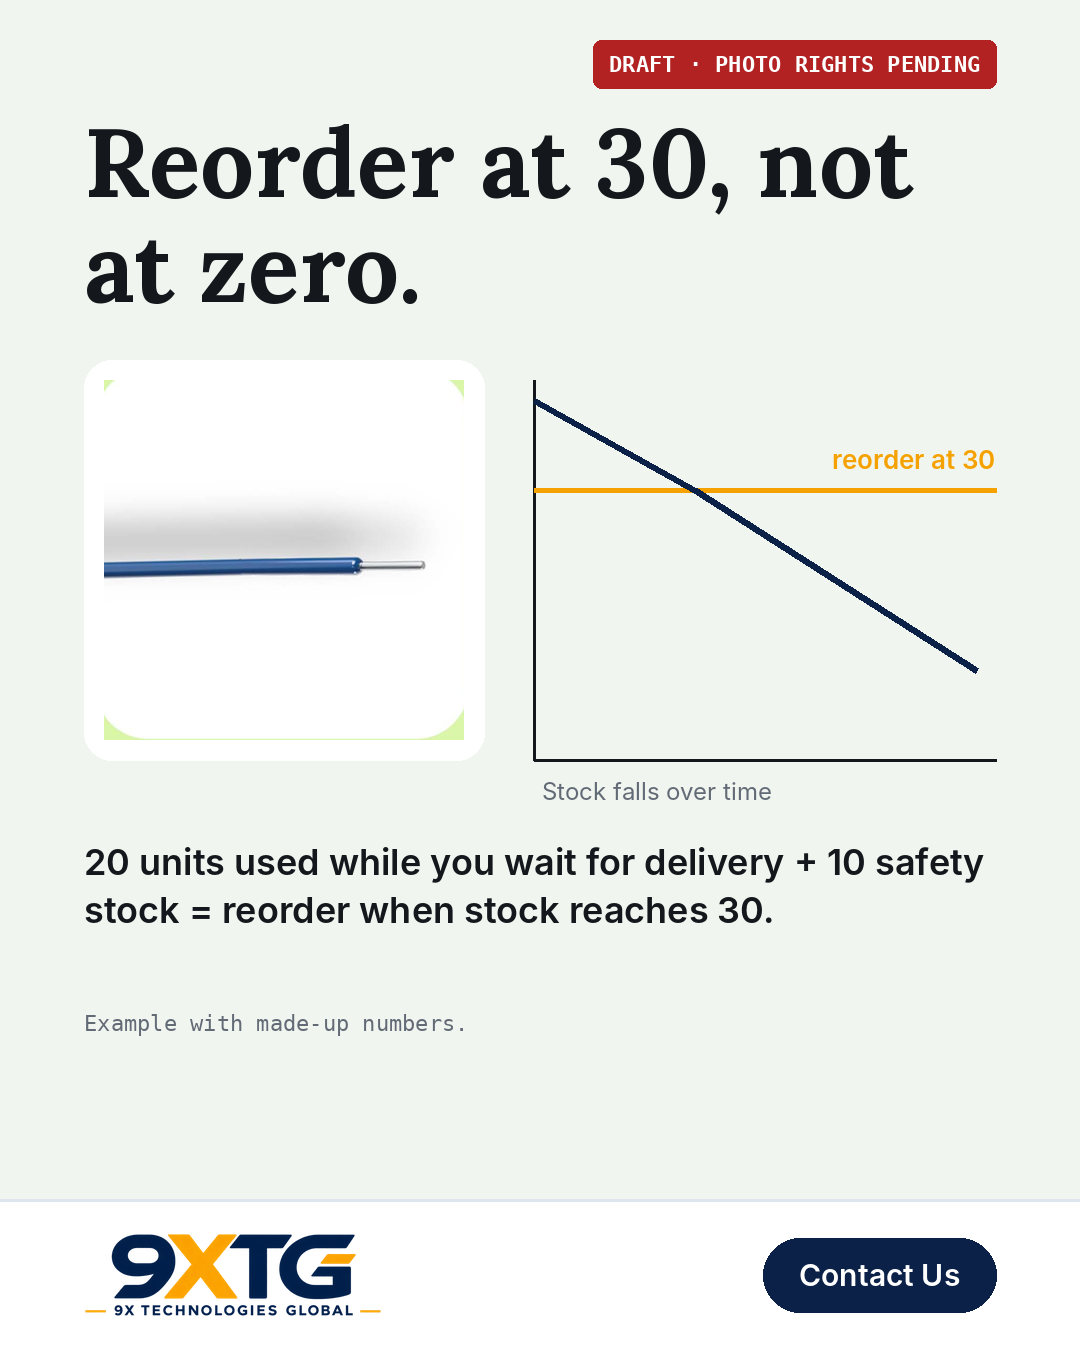 DRAFT · PHOTO RIGHTS PENDING
Reorder at 30, not
at zero.
reorder at 30
Stock falls over time
20 units used while you wait for delivery + 10 safety
stock = reorder when stock reaches 30.
Example with made-up numbers.
9XTG
9X TECHNOLOGIES GLOBAL
Contact Us